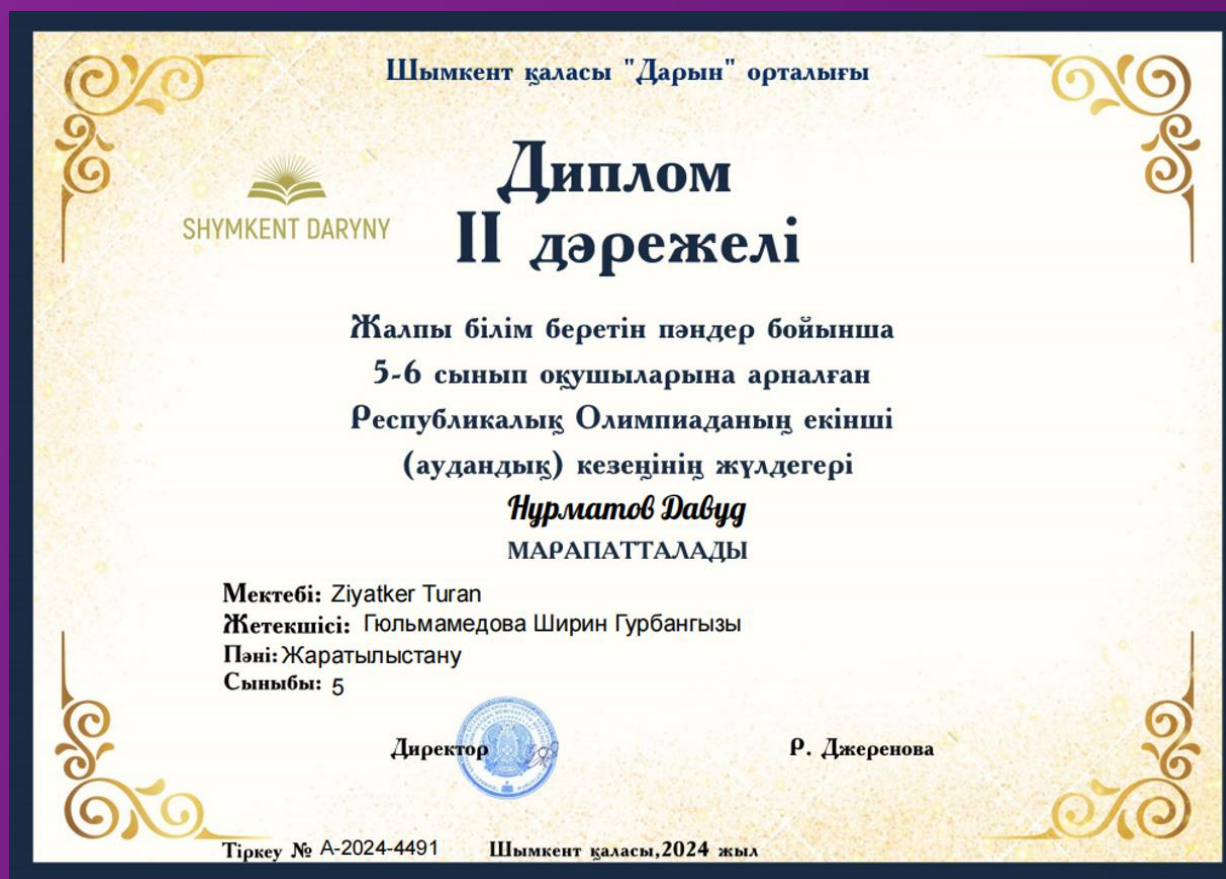 Шымкент қаласы "Дарын" орталығы
Диплом
SHYMKENT DARYNY
II дәрежелі
Жалпы білім беретін пәндер бойынша
5-6 сынып оқушыларына арналған
Республикалық Олимпиаданың екінші
(аудандық) кезеңінің жүлдегері
Нурматов Давуд
МАРАПАТТАЛАДЫ
Мектебі: Ziyatker Turan
Жетекшісі: Гюльмамедова Ширин Гурбангызы
Пәні: Жаратылыстану
Сыныбы: 5
Директор Р. Джеренова
Тіркеу № А-2024-4491 Шымкент қаласы,2024 жыл